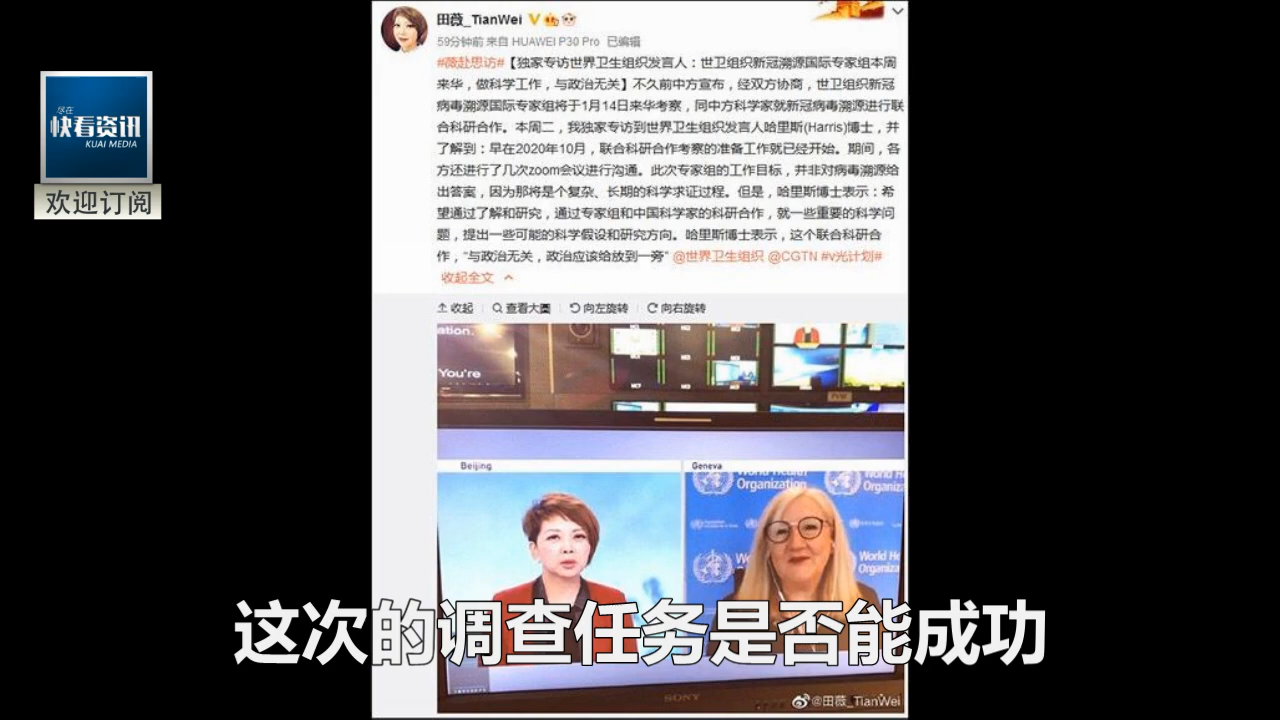 田薇_TianWei
59分钟前 来自 HUAWEI P30 Pro 已编辑
#薇赴思访#【独家专访世界卫生组织发言人：世卫组织新冠溯源国际专家组本周
来华，做科学工作，与政治无关】不久前中方宣布，经双方协商，世卫组织新冠
病毒溯源国际专家组将于1月14日来华考察，同中方科学家就新冠病毒溯源进行联
合科研合作。本周二，我独家专访到世界卫生组织发言人哈里斯(Harris)博士，并
了解到：早在2020年10月，联合科研合作考察的准备工作就已经开始。期间，各
方还进行了几次zoom会议进行沟通。此次专家组的工作目标，并非对病毒溯源给
出答案，因为那将是个复杂、长期的科学求证过程。但是，哈里斯博士表示：希
望通过了解和研究，通过专家组和中国科学家的科研合作，就一些重要的科学问
题，提出一些可能的科学假设和研究方向。哈里斯博士表示，这个联合科研合
作，“与政治无关，政治应该给放到一旁” @世界卫生组织 @CGTN #v光计划#
收起全文
收起 查看大图 向左旋转 向右旋转
尽在
快看资讯
KUAI MEDIA
欢迎订阅
ation.
You're
Beijing
Geneva
World Health
Organization
World Health
Organiza
World He
Organiza
这次的调查任务是否能成功
SONY
@田薇_TianWei